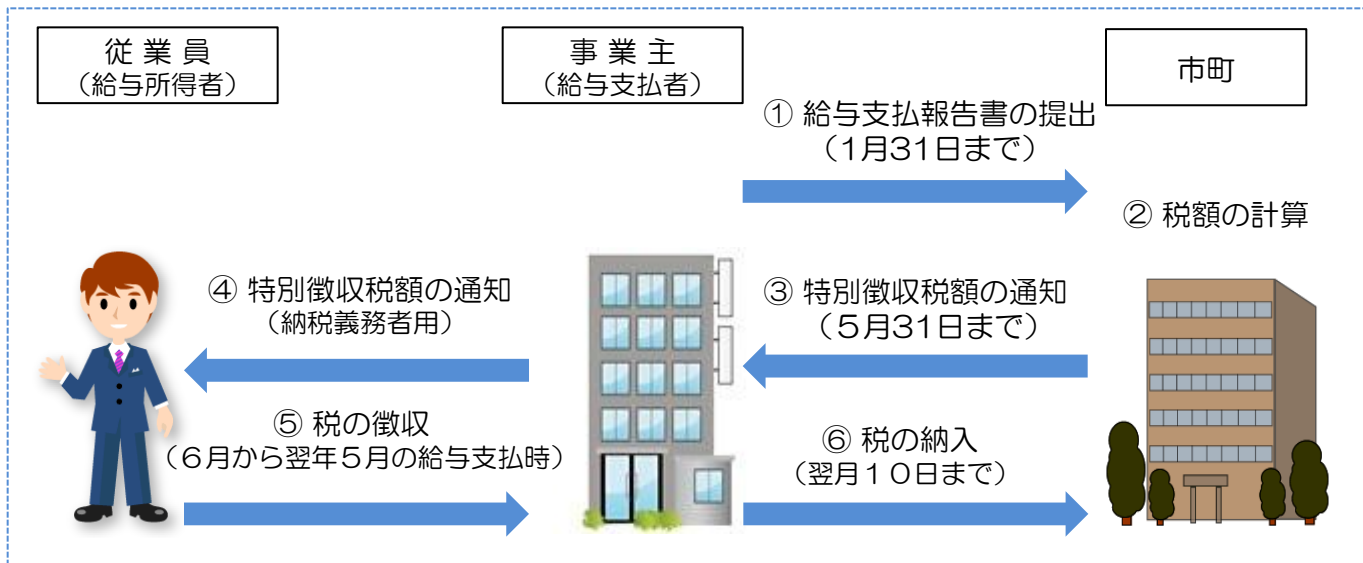 従業員
(給与所得者)
事業主
(給与支払者)
市町
① 給与支払報告書の提出
(1月31日まで)
② 税額の計算
③ 特別徴収税額の通知
(5月31日まで)
④ 特別徴収税額の通知
(納税義務者用)
⑤ 税の徴収
(6月から翌年5月の給与支払時)
⑥ 税の納入
(翌月10日まで)